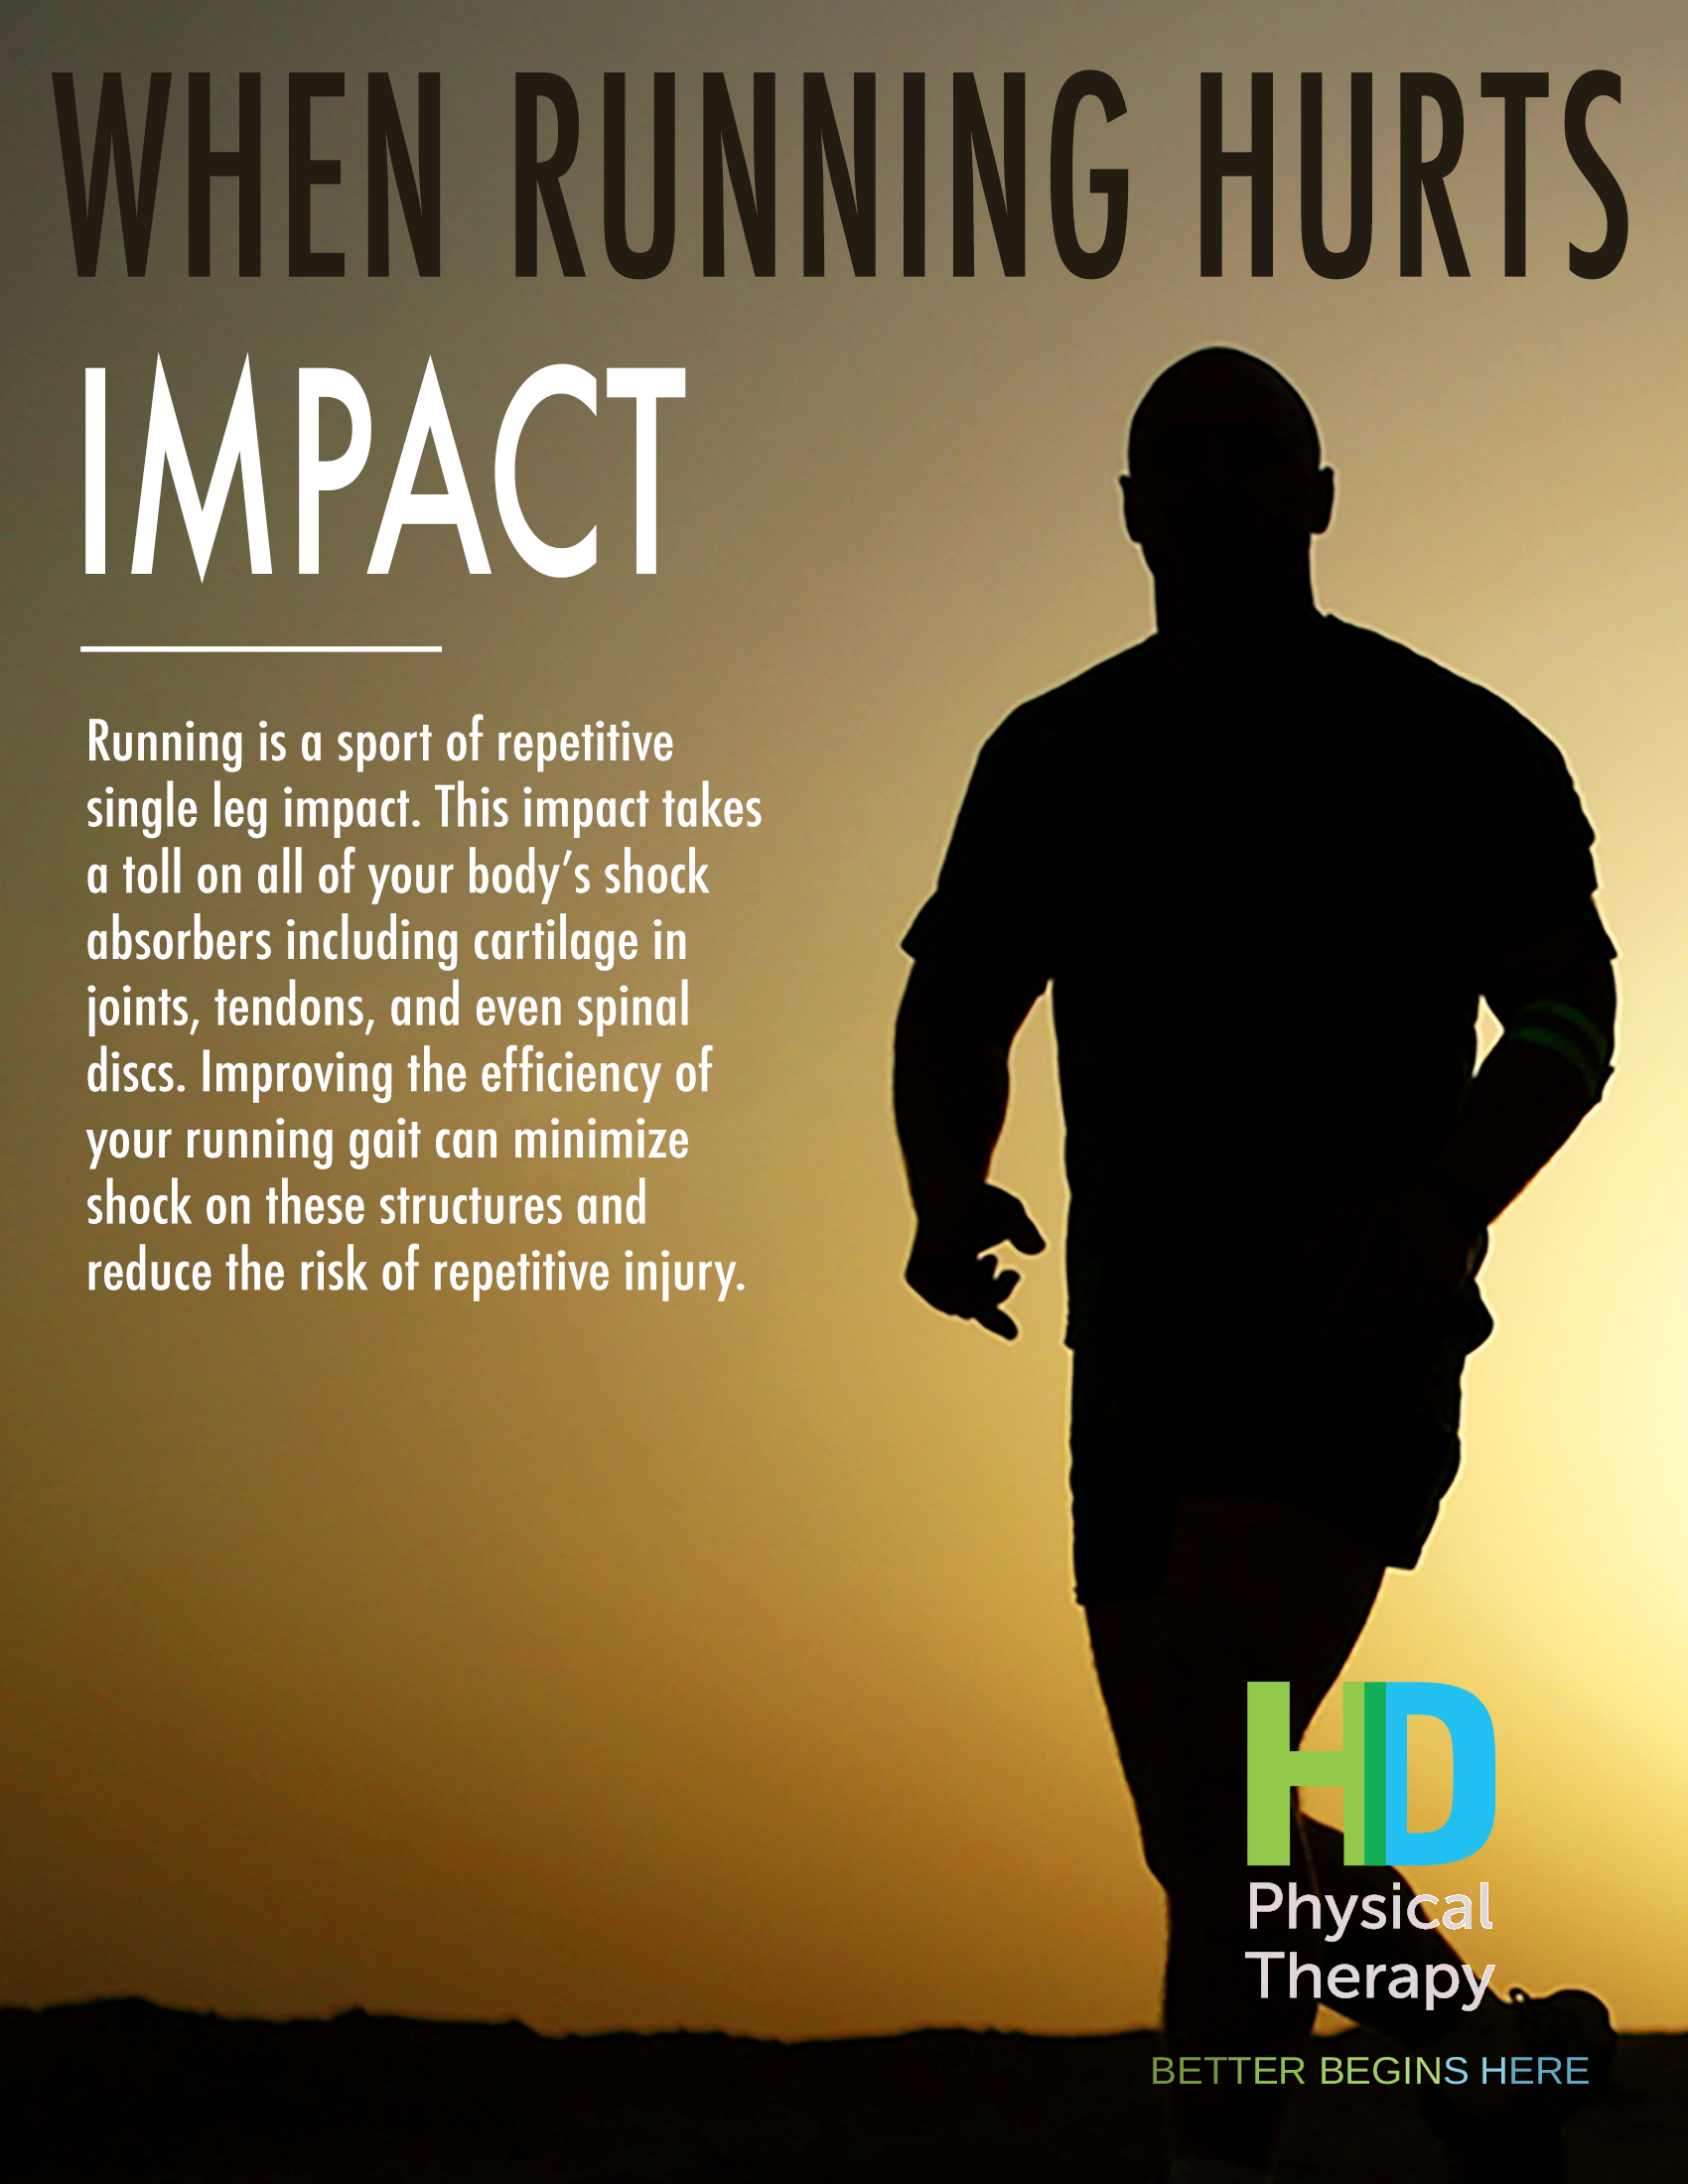 WHEN RUNNING HURTS
IMPACT
Running is a sport of repetitive
single leg impact. This impact takes
a toll on all of your body’s shock
absorbers including cartilage in
joints, tendons, and even spinal
discs. Improving the efficiency of
your running gait can minimize
shock on these structures and
reduce the risk of repetitive injury.
HD
Physical
Therapy
BETTER BEGINS HERE